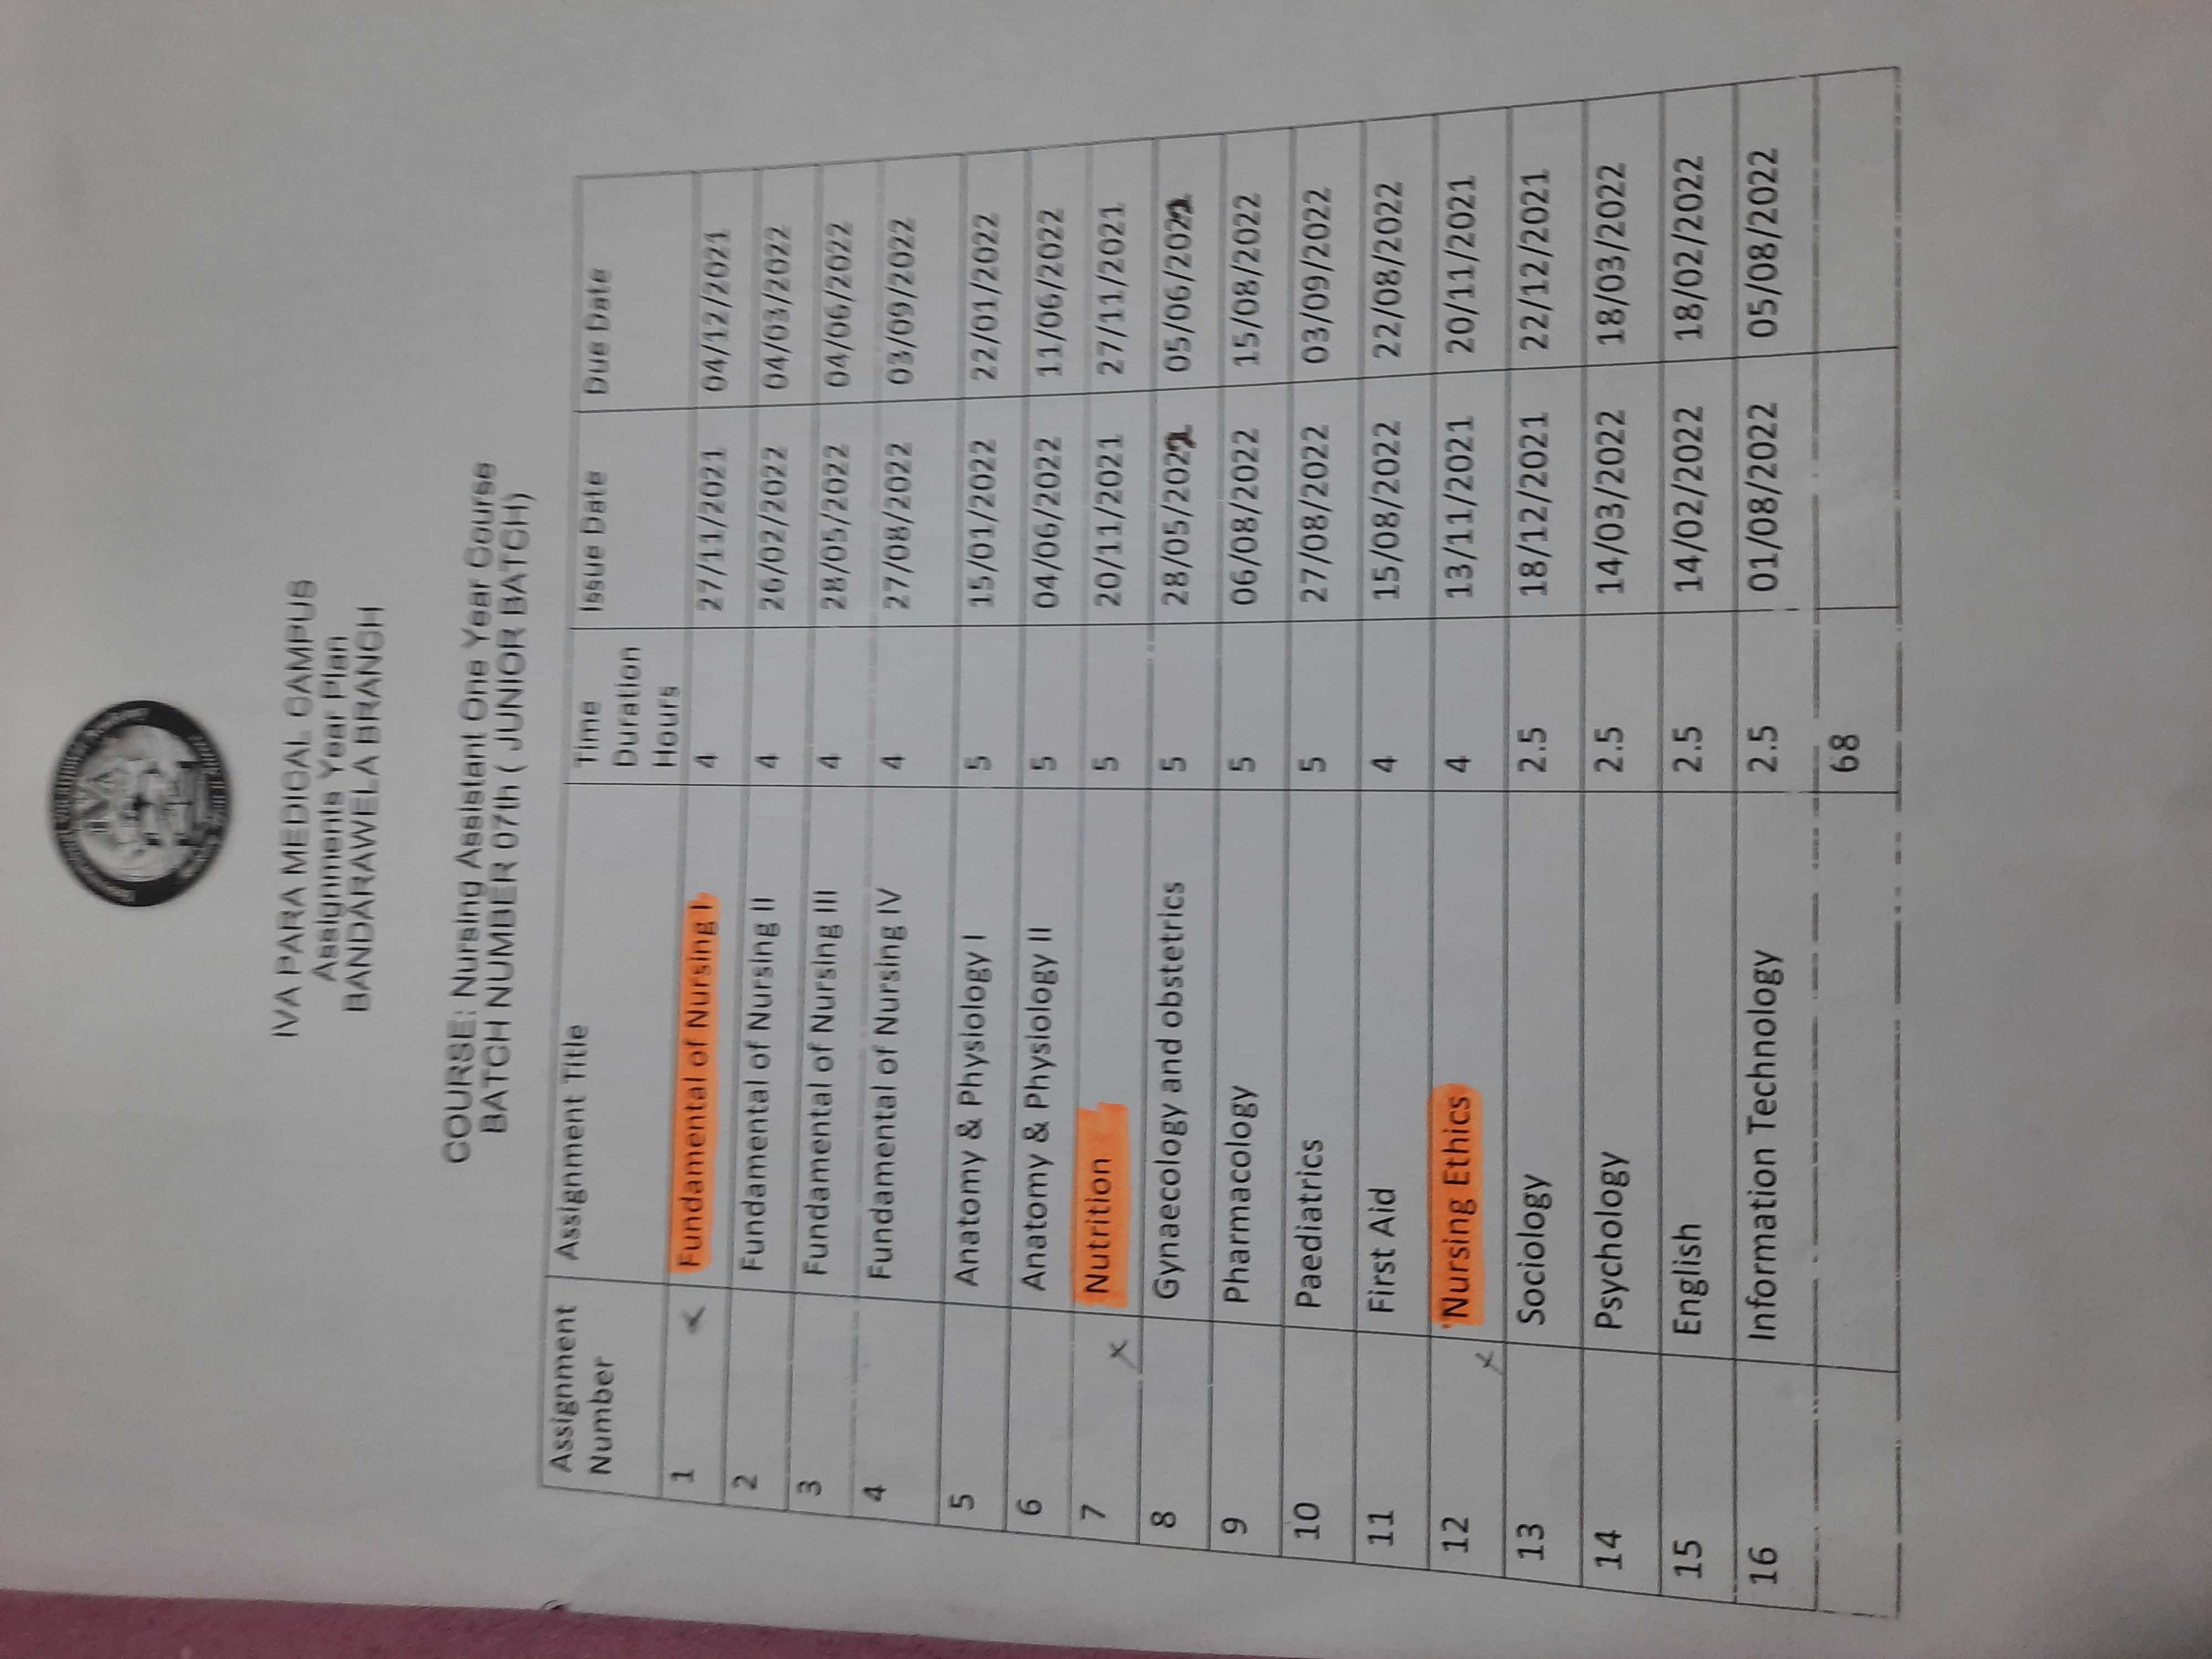 IVA
IVA PARA MEDICAL CAMPUS
Assignments Year Plan
BANDARAWELA BRANCH
COURSE: Nursing Assistant One Year Course
BATCH NUMBER 07th ( JUNIOR BATCH)
Assignment Number Assignment Title Time Duration Hours Issue Date Due Date
1 Fundamental of Nursing I 4 27/11/2021 04/12/2021
2 Fundamental of Nursing II 4 26/02/2022 04/03/2022
3 Fundamental of Nursing III 4 28/05/2022 04/06/2022
4 Fundamental of Nursing IV 4 27/08/2022 03/09/2022
5 Anatomy & Physiology I 5 15/01/2022 22/01/2022
6 Anatomy & Physiology II 5 04/06/2022 11/06/2022
7 Nutrition 5 20/11/2021 27/11/2021
8 Gynaecology and obstetrics 5 28/05/2022 05/06/2022
9 Pharmacology 5 06/08/2022 15/08/2022
10 Paediatrics 5 27/08/2022 03/09/2022
11 First Aid 4 15/08/2022 22/08/2022
12 Nursing Ethics 4 13/11/2021 20/11/2021
13 Sociology 2.5 18/12/2021 22/12/2021
14 Psychology 2.5 14/03/2022 18/03/2022
15 English 2.5 14/02/2022 18/02/2022
16 Information Technology 2.5 01/08/2022 05/08/2022
68